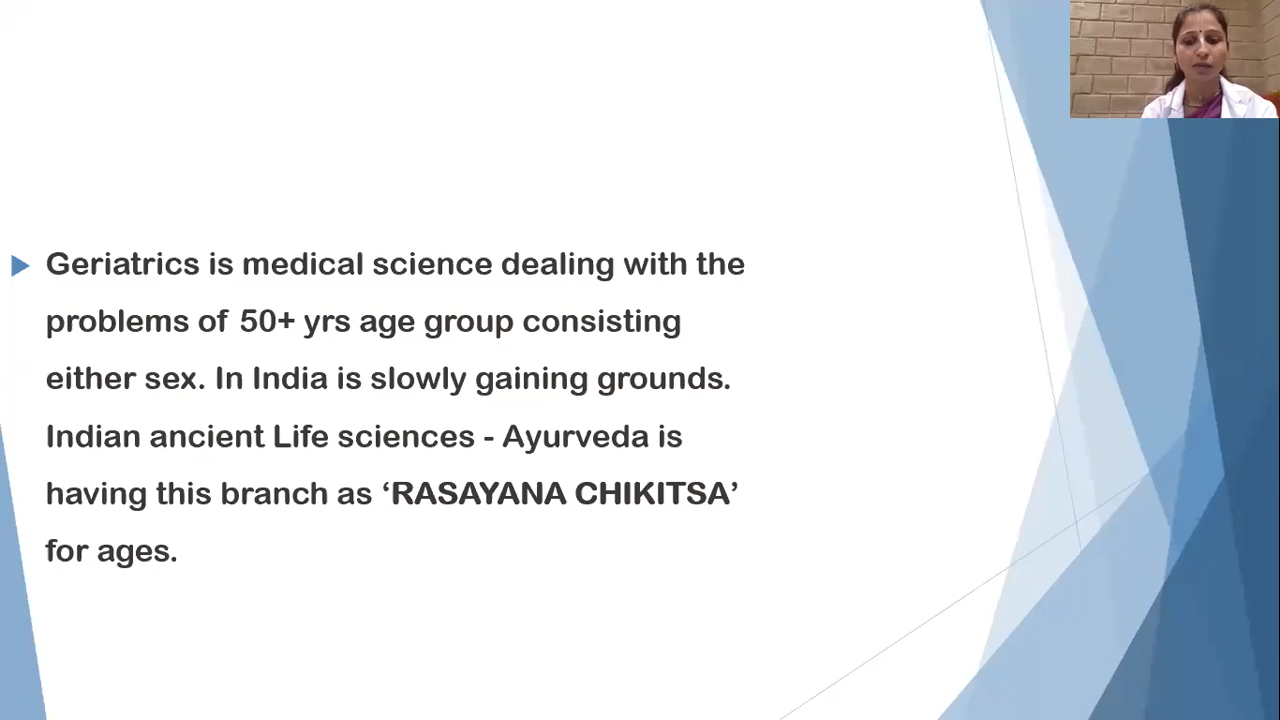 Geriatrics is medical science dealing with the
problems of 50+ yrs age group consisting
either sex. In India is slowly gaining grounds.
Indian ancient Life sciences - Ayurveda is
having this branch as ‘RASAYANA CHIKITSA’
for ages.